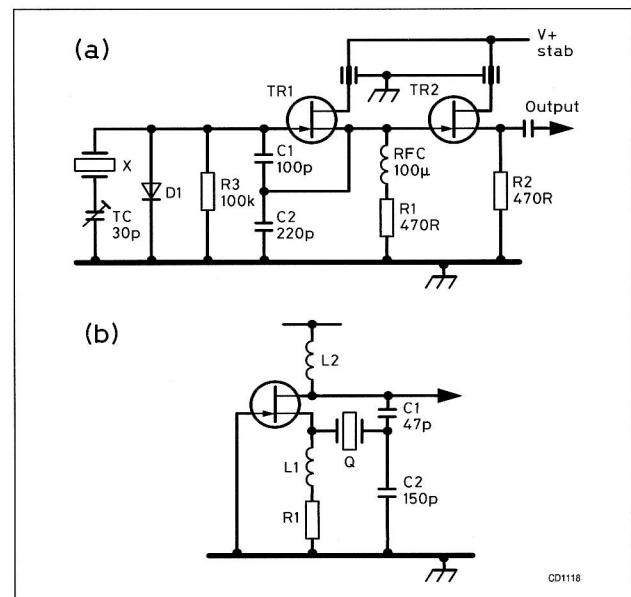 (a)
V+
stab
TR1
TR2
Output
X
D1
R3
100k
C1
100p
C2
220p
RFC
100µ
R1
470R
R2
470R
TC
30p
(b)
L2
C1
47p
Q
L1
C2
150p
R1
CD1118